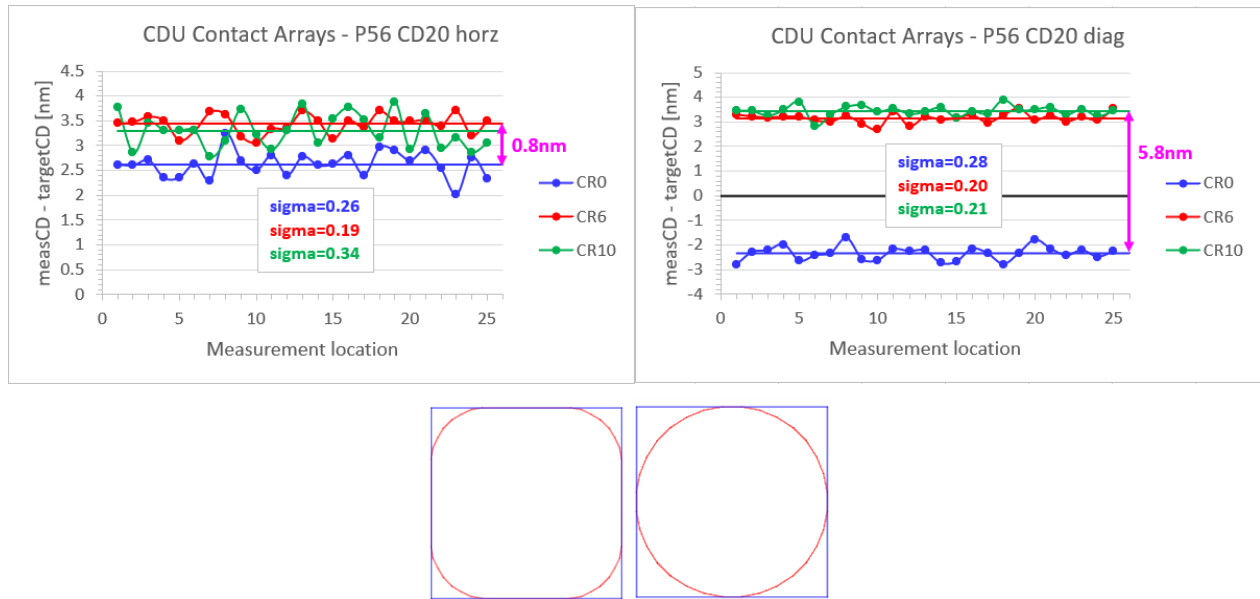 CDU Contact Arrays - P56 CD20 horz
measCD - targetCD [nm]
4.5
4
3.5
3
2.5
2
1.5
1
0.5
0
0
5
10
15
20
25
Measurement location
sigma=0.26
sigma=0.19
sigma=0.34
0.8nm
CR0
CR6
CR10
CDU Contact Arrays - P56 CD20 diag
measCD - targetCD [nm]
5
4
3
2
1
0
-1
-2
-3
-4
0
5
10
15
20
25
Measurement location
sigma=0.28
sigma=0.20
sigma=0.21
5.8nm
CR0
CR6
CR10